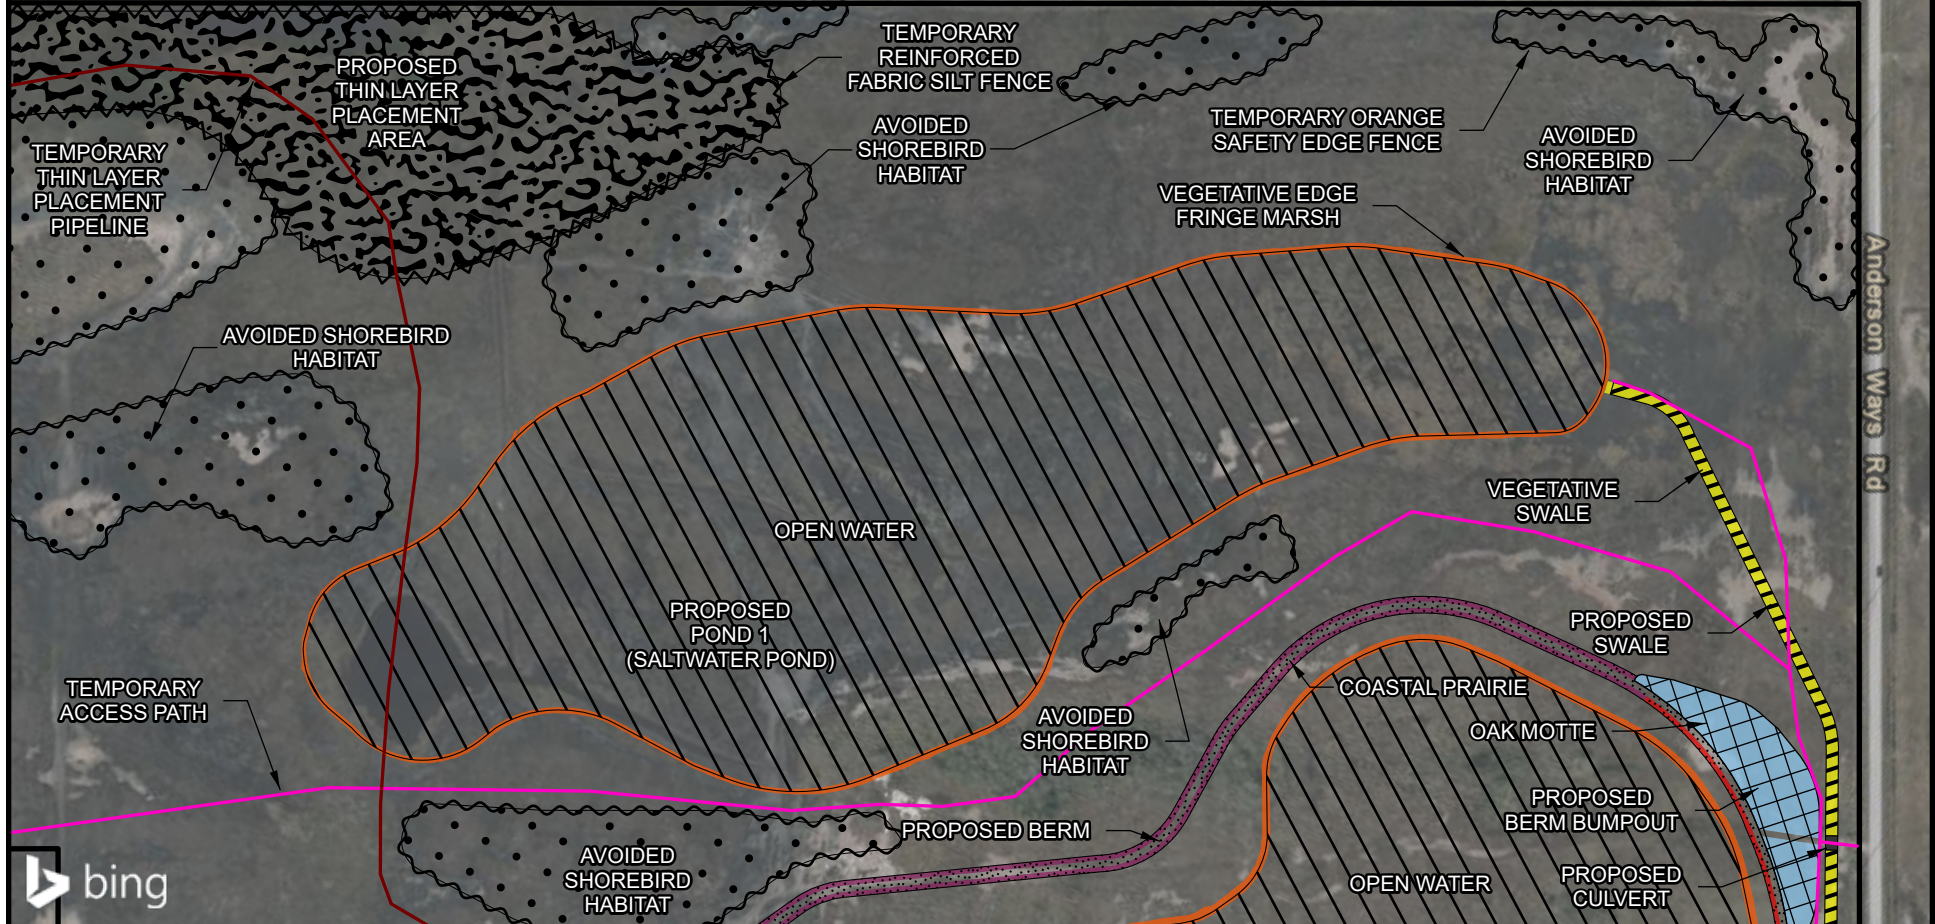 TEMPORARY
REINFORCED
FABRIC SILT FENCE
PROPOSED
THIN LAYER
PLACEMENT
AREA
TEMPORARY ORANGE
SAFETY EDGE FENCE
AVOIDED
SHOREBIRD
HABITAT
AVOIDED
SHOREBIRD
HABITAT
TEMPORARY
THIN LAYER
PLACEMENT
PIPELINE
VEGETATIVE EDGE
FRINGE MARSH
Anderson Ways Rd
AVOIDED SHOREBIRD
HABITAT
VEGETATIVE
SWALE
OPEN WATER
PROPOSED
POND 1
(SALTWATER POND)
PROPOSED
SWALE
TEMPORARY
ACCESS PATH
COASTAL PRAIRIE
AVOIDED
SHOREBIRD
HABITAT
OAK MOTTE
PROPOSED
BERM BUMPOUT
PROPOSED BERM
AVOIDED
SHOREBIRD
HABITAT
OPEN WATER
PROPOSED
CULVERT
bing